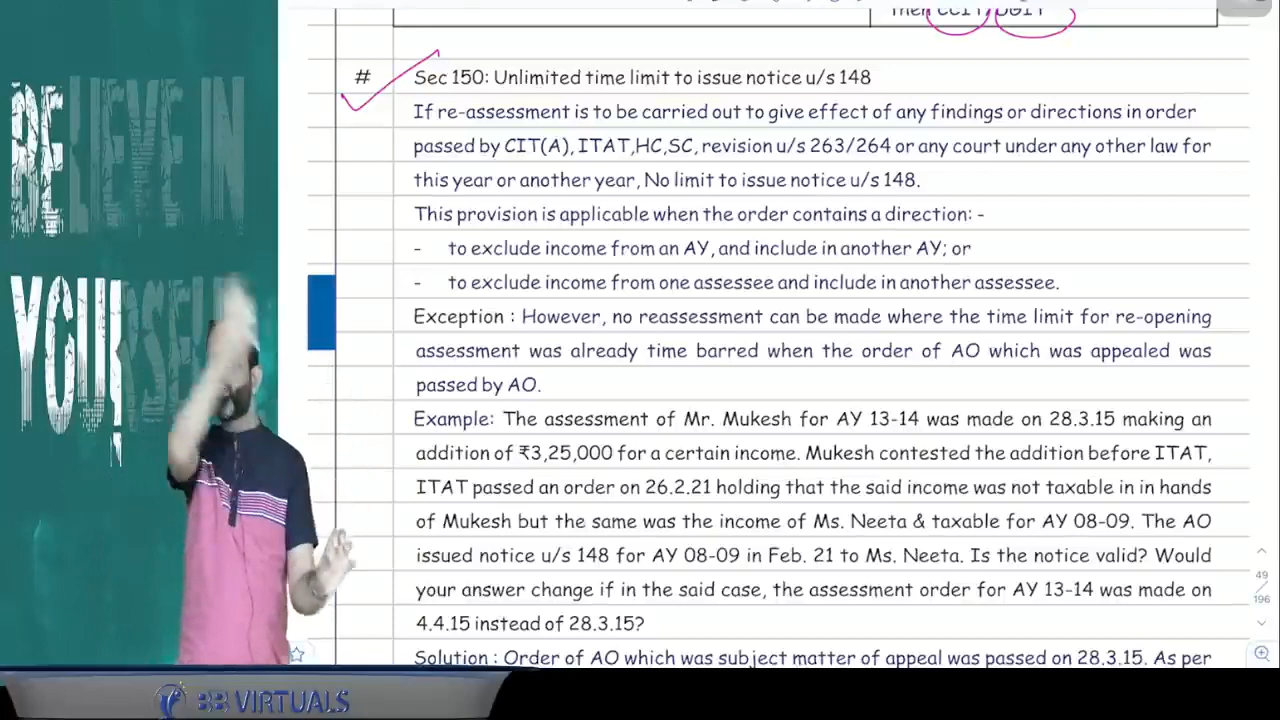 BELIEVE IN
YOURSELF
Then CCIT/DGIT
# Sec 150: Unlimited time limit to issue notice u/s 148
If re-assessment is to be carried out to give effect of any findings or directions in order
passed by CIT(A), ITAT,HC,SC, revision u/s 263/264 or any court under any other law for
this year or another year, No limit to issue notice u/s 148.
This provision is applicable when the order contains a direction: -
- to exclude income from an AY, and include in another AY; or
- to exclude income from one assessee and include in another assessee.
Exception : However, no reassessment can be made where the time limit for re-opening
assessment was already time barred when the order of AO which was appealed was
passed by AO.
Example: The assessment of Mr. Mukesh for AY 13-14 was made on 28.3.15 making an
addition of ₹3,25,000 for a certain income. Mukesh contested the addition before ITAT,
ITAT passed an order on 26.2.21 holding that the said income was not taxable in in hands
of Mukesh but the same was the income of Ms. Neeta & taxable for AY 08-09. The AO
issued notice u/s 148 for AY 08-09 in Feb. 21 to Ms. Neeta. Is the notice valid? Would
your answer change if in the said case, the assessment order for AY 13-14 was made on
4.4.15 instead of 28.3.15?
Solution : Order of AO which was subject matter of appeal was passed on 28.3.15. As per
49
196
BB VIRTUALS